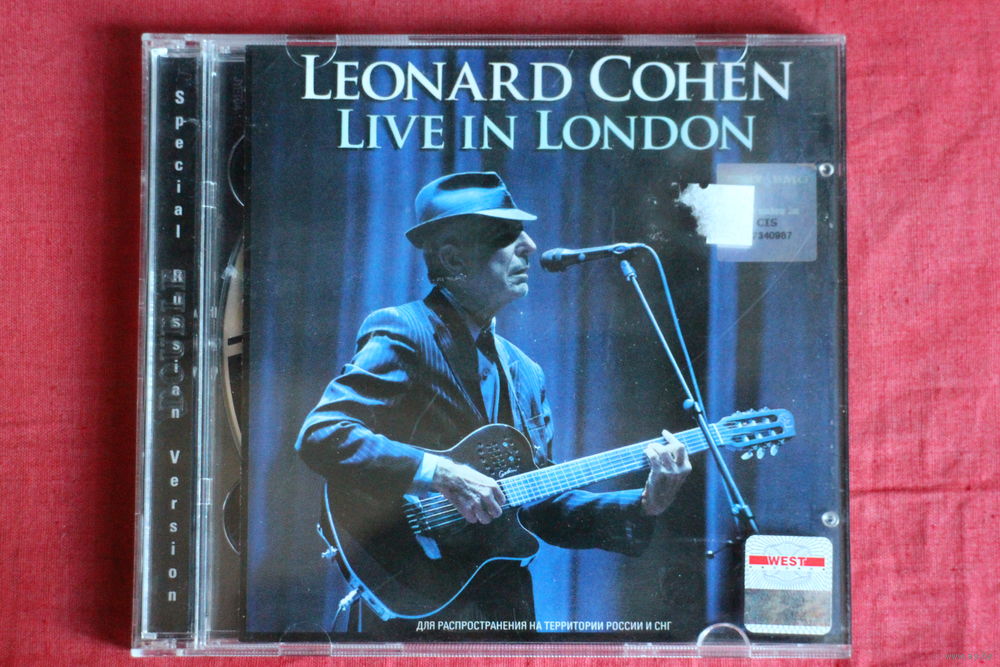 LEONARD COHEN
LIVE IN LONDON
Special Russian Version
CIS
WEST
ДЛЯ РАСПРОСТРАНЕНИЯ НА ТЕРРИТОРИИ РОССИИ И СНГ